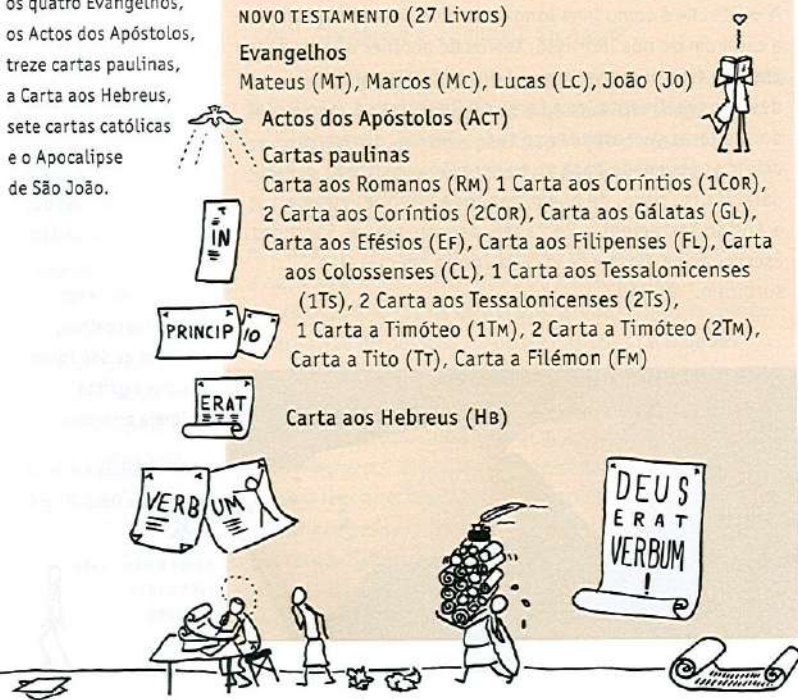 os quatro Evangelhos,
os Actos dos Apóstolos,
treze cartas paulinas,
a Carta aos Hebreus,
sete cartas católicas
e o Apocalipse
de São João.
NOVO TESTAMENTO (27 Livros)
Evangelhos
Mateus (MT), Marcos (MC), Lucas (LC), João (JO)
Actos dos Apóstolos (ACT)
Cartas paulinas
Carta aos Romanos (RM) 1 Carta aos Coríntios (1COR),
2 Carta aos Coríntios (2COR), Carta aos Gálatas (GL),
Carta aos Efésios (EF), Carta aos Filipenses (FL), Carta
aos Colossenses (CL), 1 Carta aos Tessalonicenses
(1TS), 2 Carta aos Tessalonicenses (2TS),
1 Carta a Timóteo (1TM), 2 Carta a Timóteo (2TM),
Carta a Tito (TT), Carta a Filémon (FM)
Carta aos Hebreus (HB)
IN
PRINCIP IO
ERAT
VERB UM
DEUS
ERAT
VERBUM
!